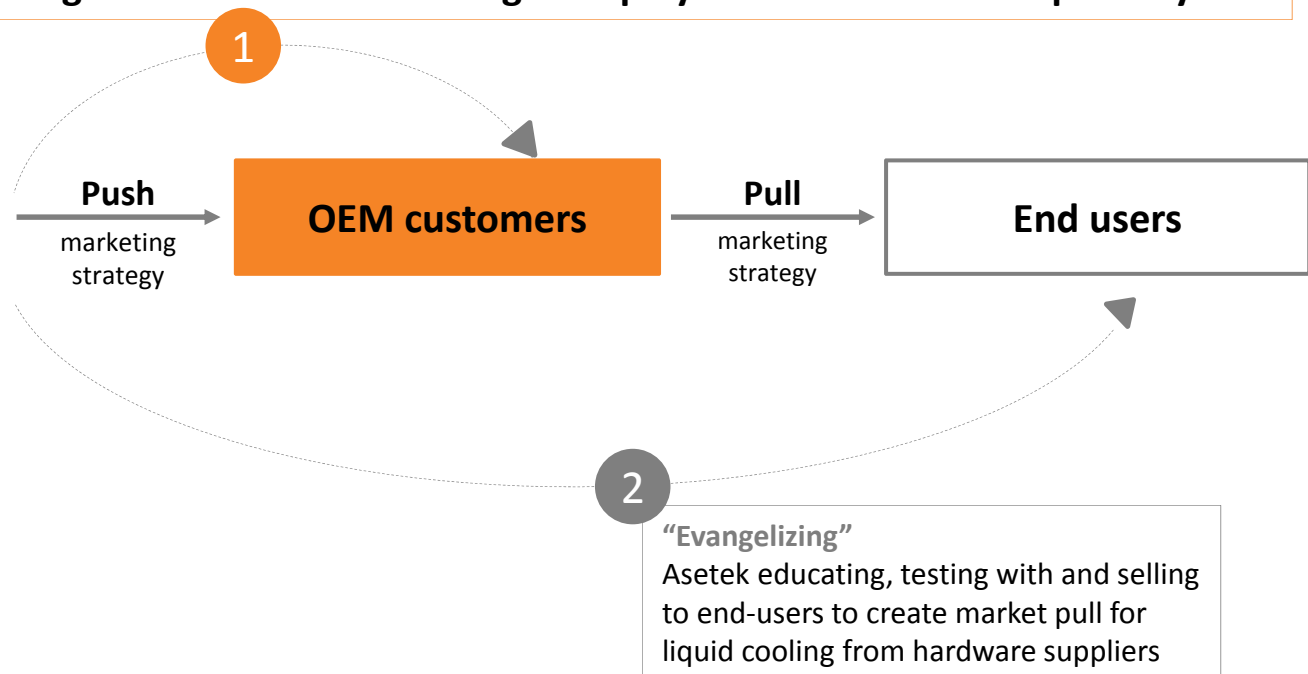 1
Push
marketing
strategy
OEM customers
Pull
marketing
strategy
End users
2
“Evangelizing”
Asetek educating, testing with and selling
to end-users to create market pull for
liquid cooling from hardware suppliers